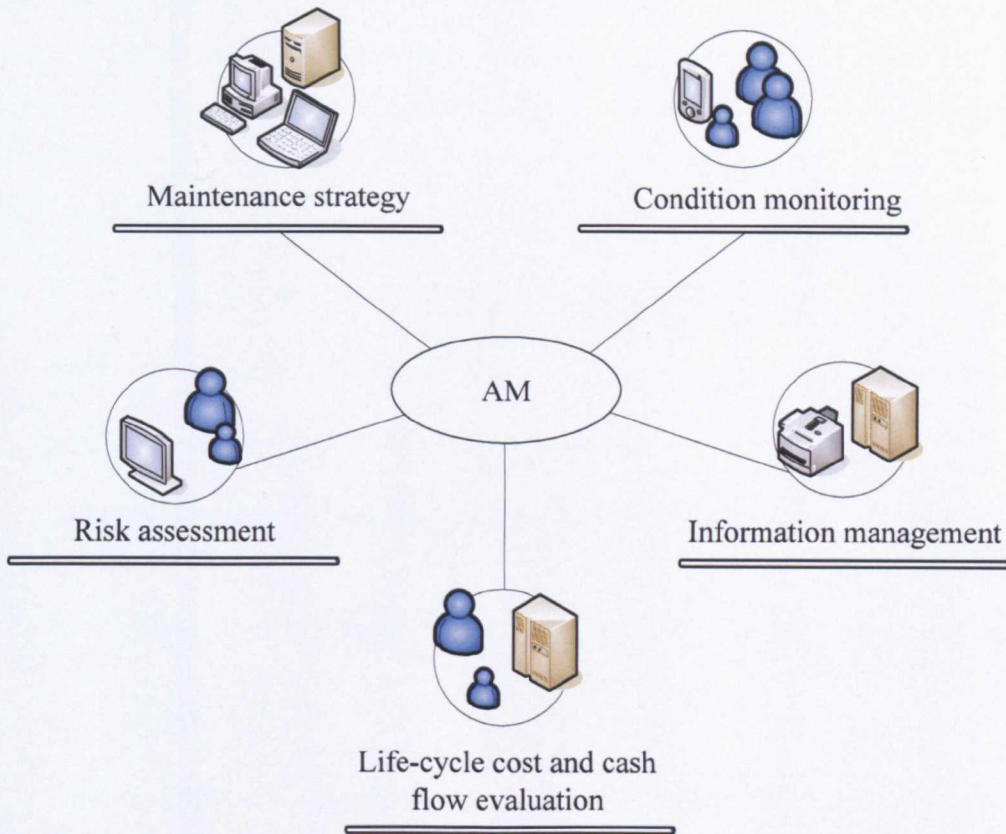 Maintenance strategy
Condition monitoring
AM
Risk assessment
Information management
Life-cycle cost and cash
flow evaluation